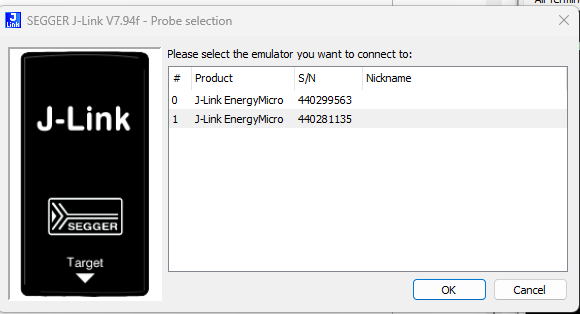 SEGGER J-Link V7.94f - Probe selection
Please select the emulator you want to connect to:
# Product S/N Nickname
0 J-Link EnergyMicro 440299563
1 J-Link EnergyMicro 440281135
J-Link
SEGGER
Target
OK Cancel